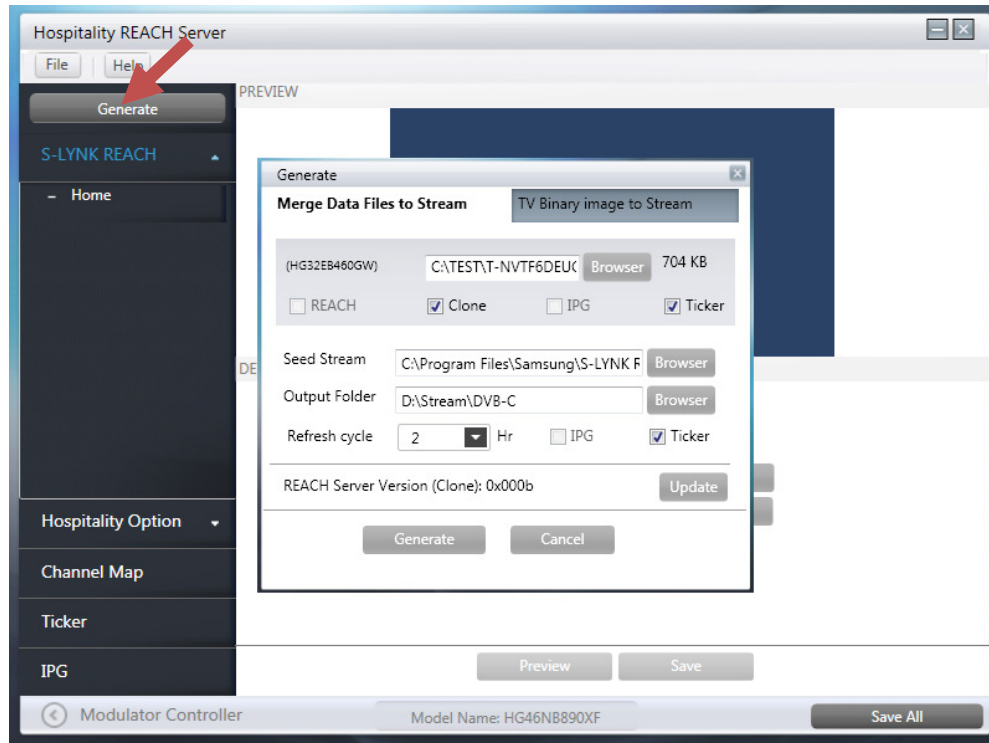 Hospitality REACH Server
File Help
Generate
PREVIEW
S-LYNK REACH
– Home
Generate
Merge Data Files to Stream TV Binary image to Stream
(HG32EB460GW) C:\TEST\T-NVTF6DEU( Browser 704 KB
REACH Clone IPG Ticker
DE
Seed Stream C:\Program Files\Samsung\S-LYNK R Browser
Output Folder D:\Stream\DVB-C Browser
Refresh cycle 2 Hr IPG Ticker
REACH Server Version (Clone): 0x000b Update
Generate Cancel
Hospitality Option
Channel Map
Ticker
IPG
Preview Save
Modulator Controller Model Name: HG46NB890XF Save All